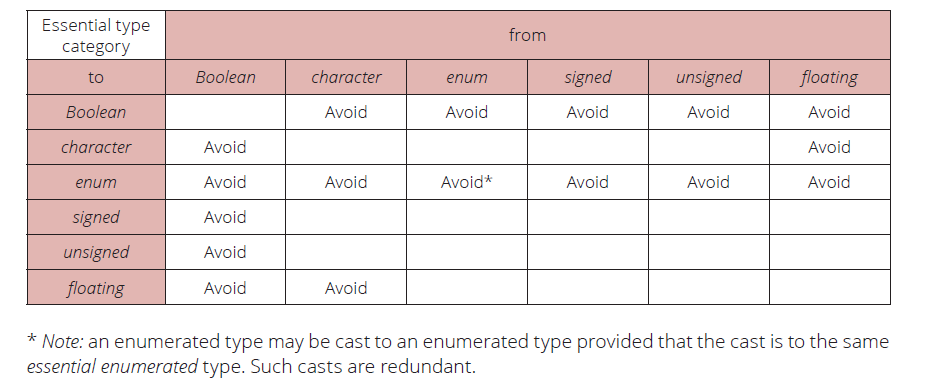 Essential type category from
to Boolean character enum signed unsigned floating
Boolean Avoid Avoid Avoid Avoid Avoid
character Avoid Avoid
enum Avoid Avoid Avoid* Avoid Avoid Avoid
signed Avoid
unsigned Avoid
floating Avoid Avoid
* Note: an enumerated type may be cast to an enumerated type provided that the cast is to the same
essential enumerated type. Such casts are redundant.